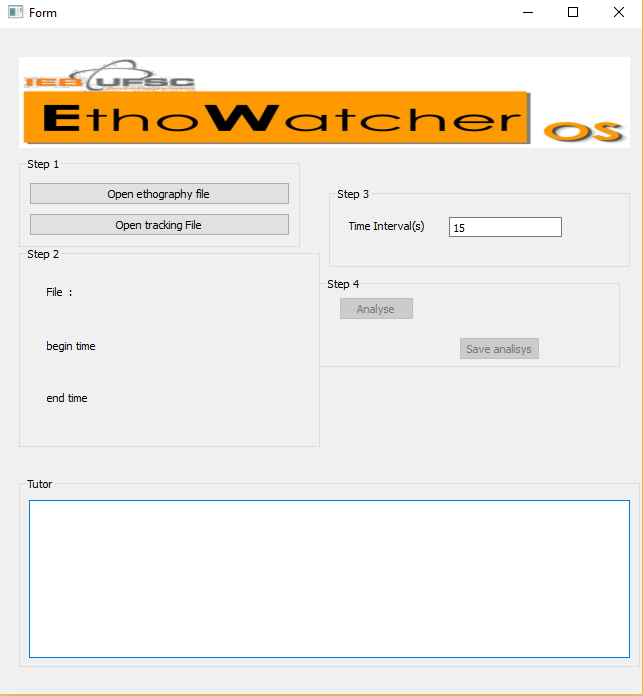 Form
IEB UFSC
EthoWatcher OS
Step 1
Open ethography file
Open tracking File
Step 2
File :
begin time
end time
Step 3
Time Interval(s) 15
Step 4
Analyse
Save analisys
Tutor